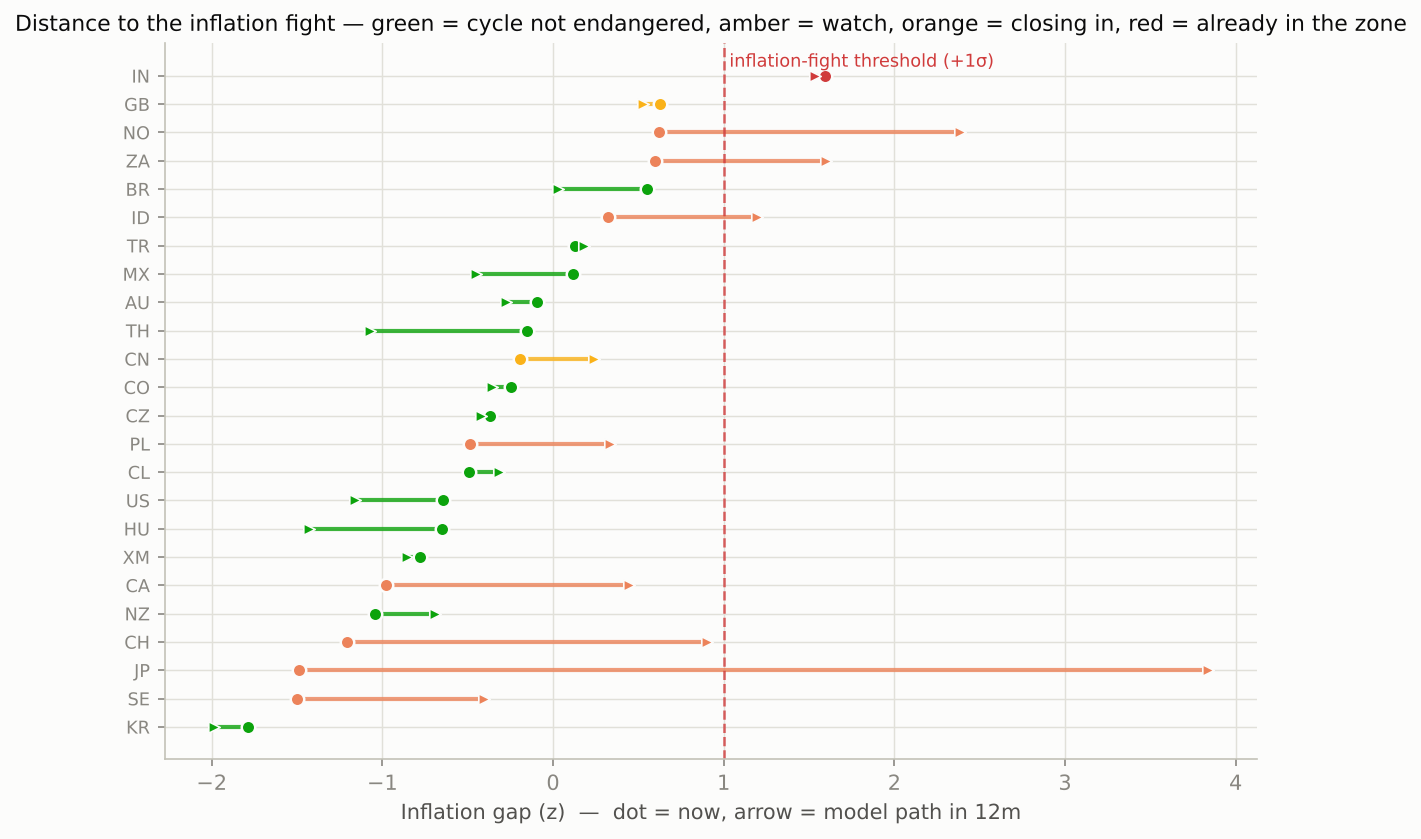 Distance to the inflation fight — green = cycle not endangered, amber = watch, orange = closing in, red = already in the zone
inflation-fight threshold (+1σ)
IN
GB
NO
ZA
BR
ID
TR
MX
AU
TH
CN
CO
CZ
PL
CL
US
HU
XM
CA
NZ
CH
JP
SE
KR
−2 −1 0 1 2 3 4
Inflation gap (z) — dot = now, arrow = model path in 12m